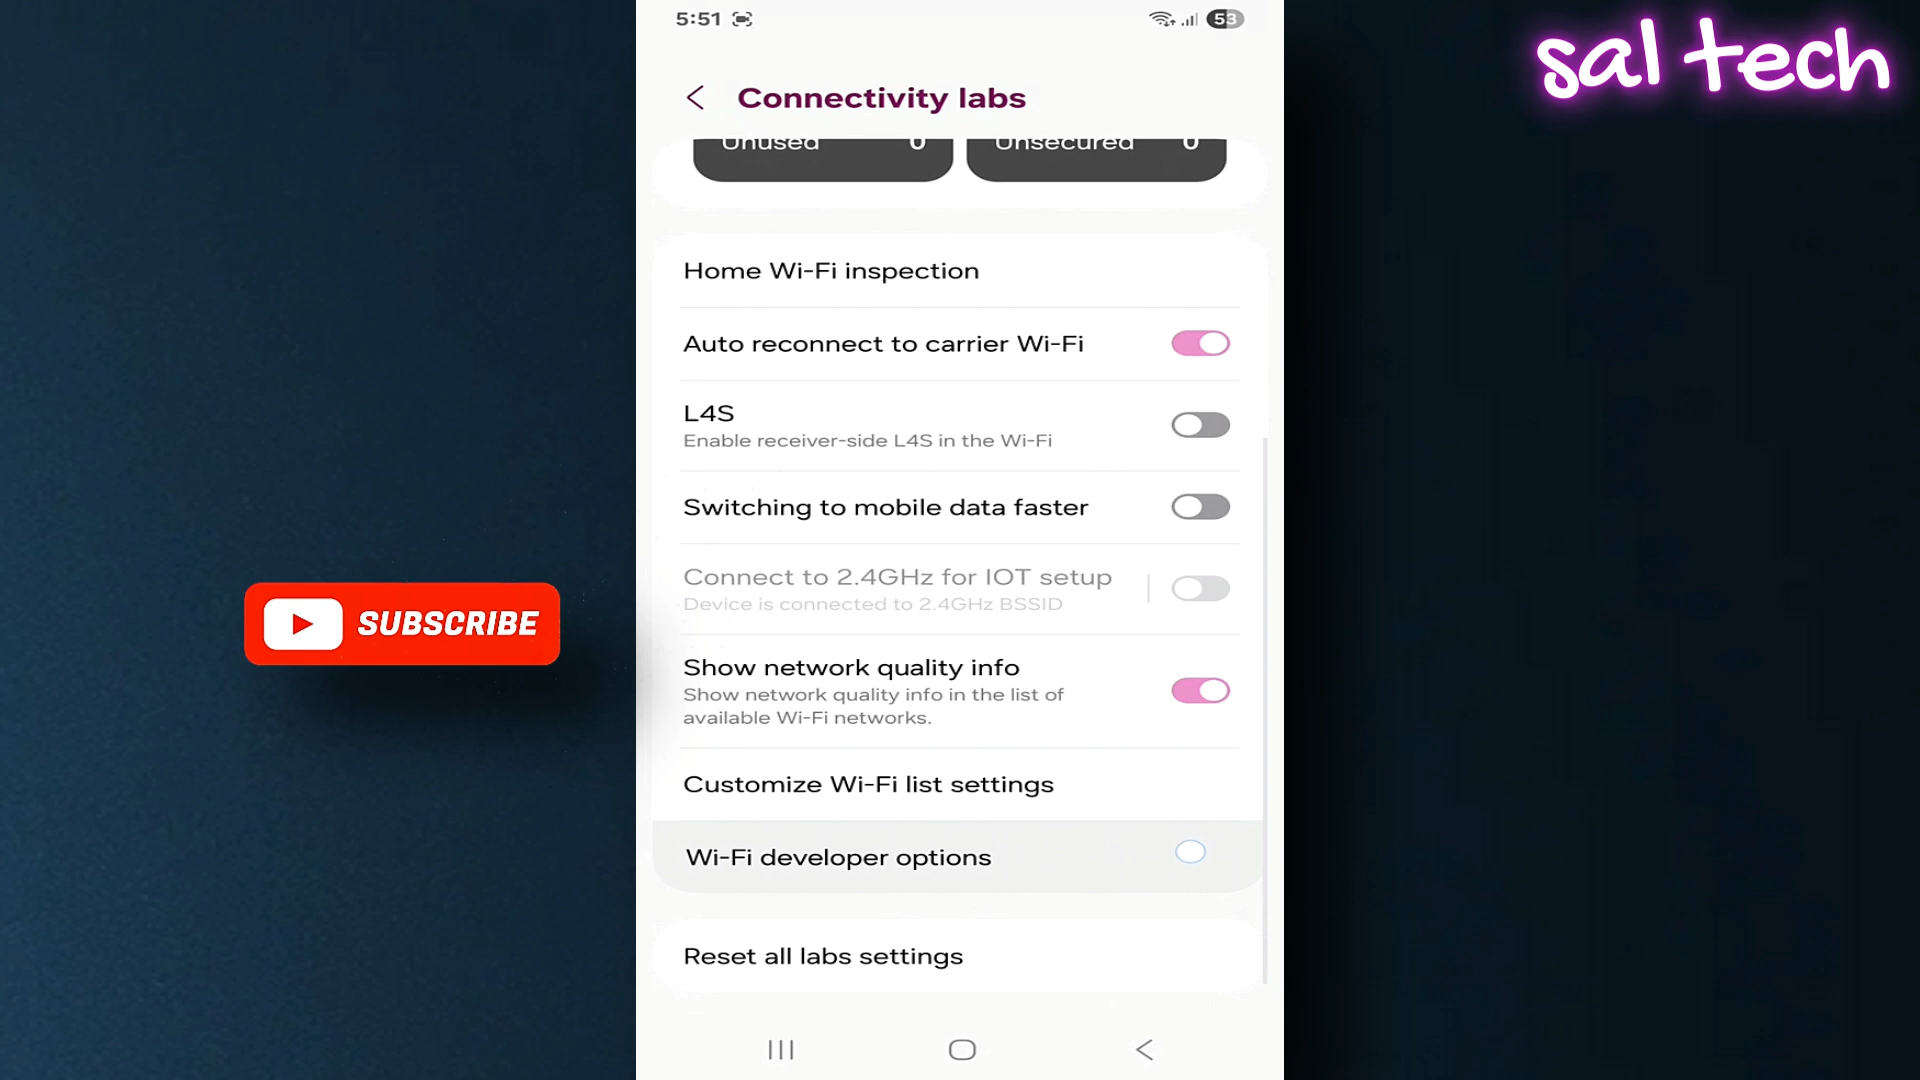 5:51
53
sal tech
Connectivity labs
Unused 0
Unsecured 0
Home Wi-Fi inspection
Auto reconnect to carrier Wi-Fi
L4S
Enable receiver-side L4S in the Wi-Fi
Switching to mobile data faster
Connect to 2.4GHz for IOT setup
Device is connected to 2.4GHz BSSID
SUBSCRIBE
Show network quality info
Show network quality info in the list of
available Wi-Fi networks.
Customize Wi-Fi list settings
Wi-Fi developer options
Reset all labs settings